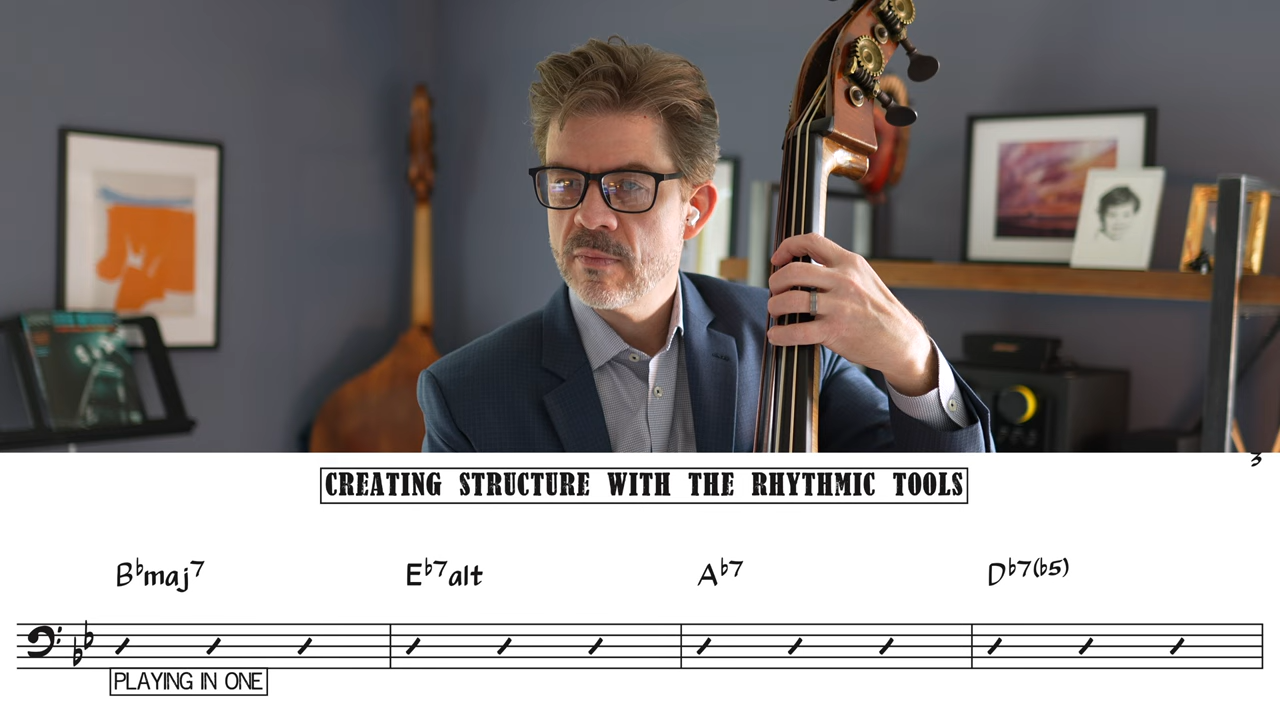 3
CREATING STRUCTURE WITH THE RHYTHMIC TOOLS
B♭maj7 E♭7alt A♭7 D♭7(♭5)
PLAYING IN ONE